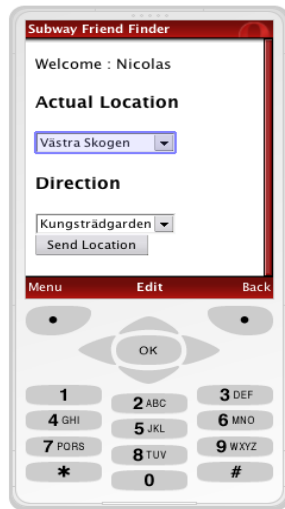 Subway Friend Finder
Welcome : Nicolas
Actual Location
Västra Skogen
Direction
Kungsträdgarden
Send Location
Menu Edit Back
OK
1 2 ABC 3 DEF
4 GHI 5 JKL 6 MNO
7 PQRS 8 TUV 9 WXYZ
* 0 #